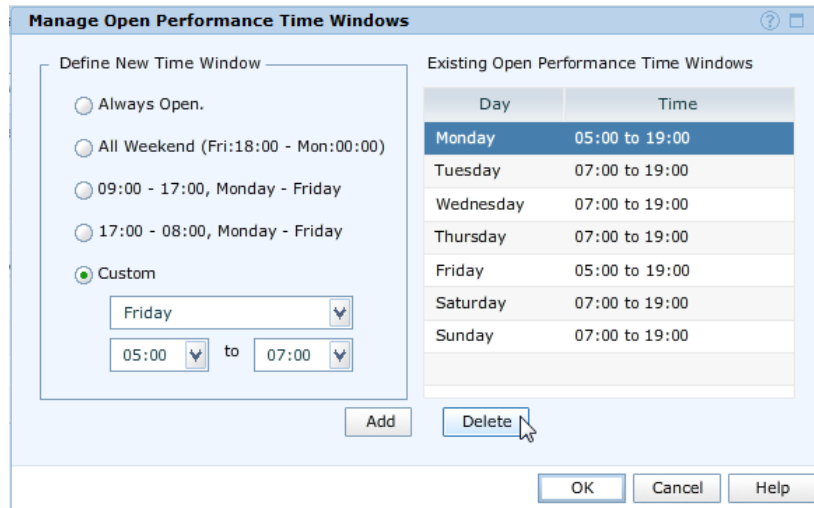 Manage Open Performance Time Windows
Define New Time Window
Always Open.
All Weekend (Fri:18:00 - Mon:00:00)
09:00 - 17:00, Monday - Friday
17:00 - 08:00, Monday - Friday
Custom
Friday
05:00 to 07:00
Add
Existing Open Performance Time Windows
Day Time
Monday 05:00 to 19:00
Tuesday 07:00 to 19:00
Wednesday 07:00 to 19:00
Thursday 07:00 to 19:00
Friday 05:00 to 19:00
Saturday 07:00 to 19:00
Sunday 07:00 to 19:00
Delete
OK Cancel Help